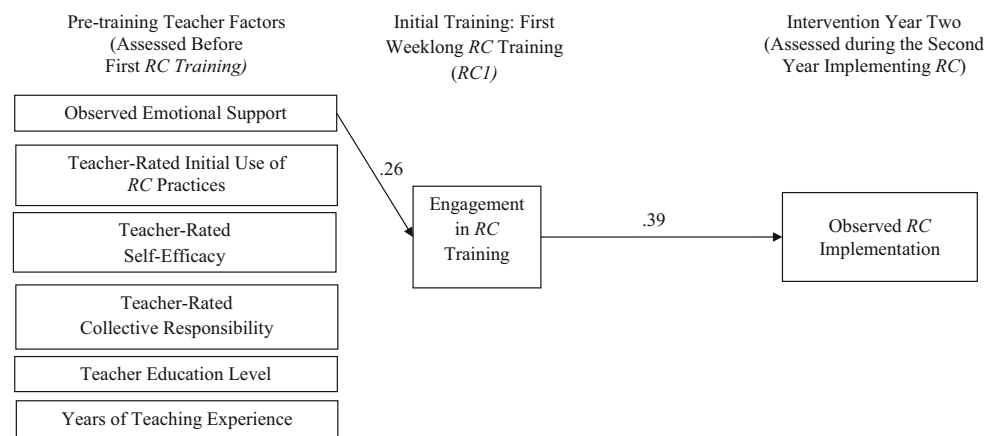 Pre-training Teacher Factors
(Assessed Before
First RC Training)
Initial Training: First
Weeklong RC Training
(RC1)
Intervention Year Two
(Assessed during the Second
Year Implementing RC)
Observed Emotional Support
Teacher-Rated Initial Use of
RC Practices
Teacher-Rated
Self-Efficacy
Teacher-Rated
Collective Responsibility
Teacher Education Level
Years of Teaching Experience
.26
Engagement
in RC
Training
.39
Observed RC
Implementation